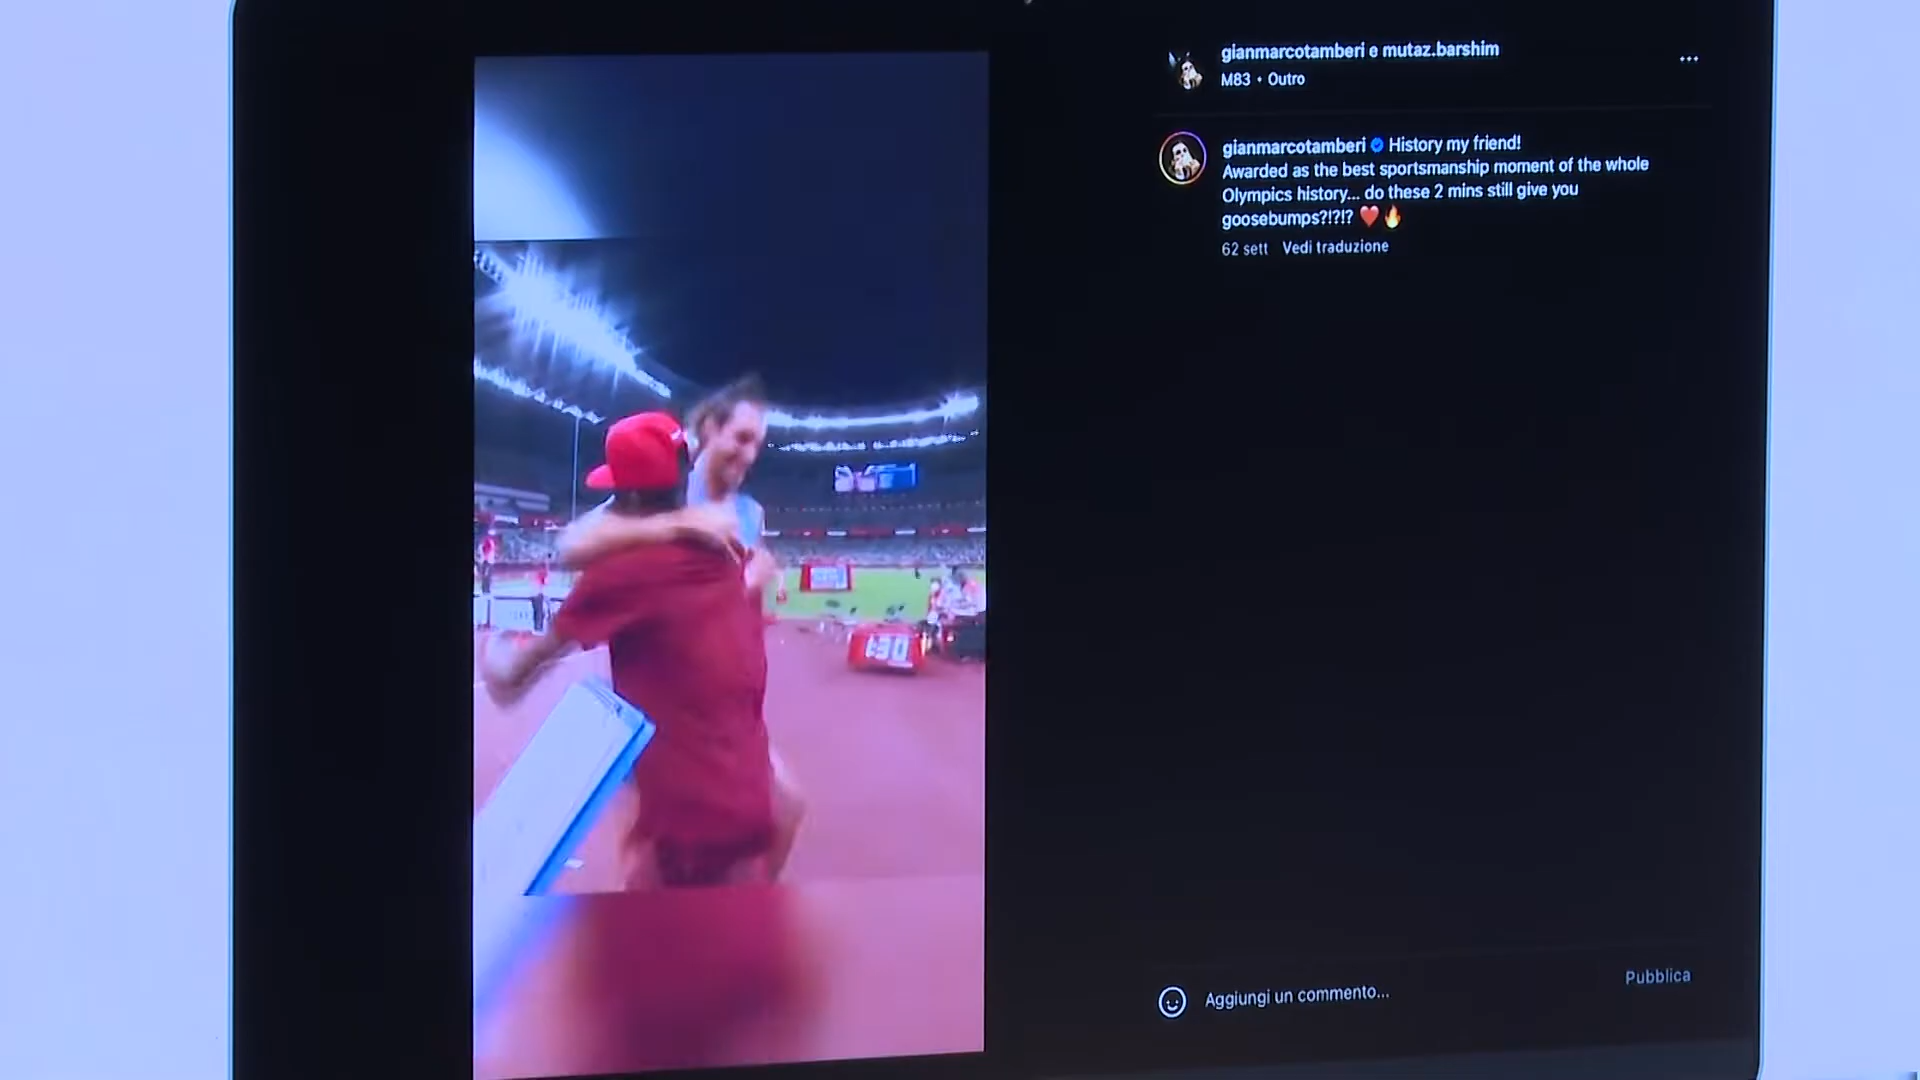 gianmarcotamberi e mutaz.barshim
M83 • Outro
gianmarcotamberi History my friend!
Awarded as the best sportsmanship moment of the whole
Olympics history... do these 2 mins still give you
goosebumps?!?!? ❤️🔥
62 sett Vedi traduzione
Aggiungi un commento...
Pubblica